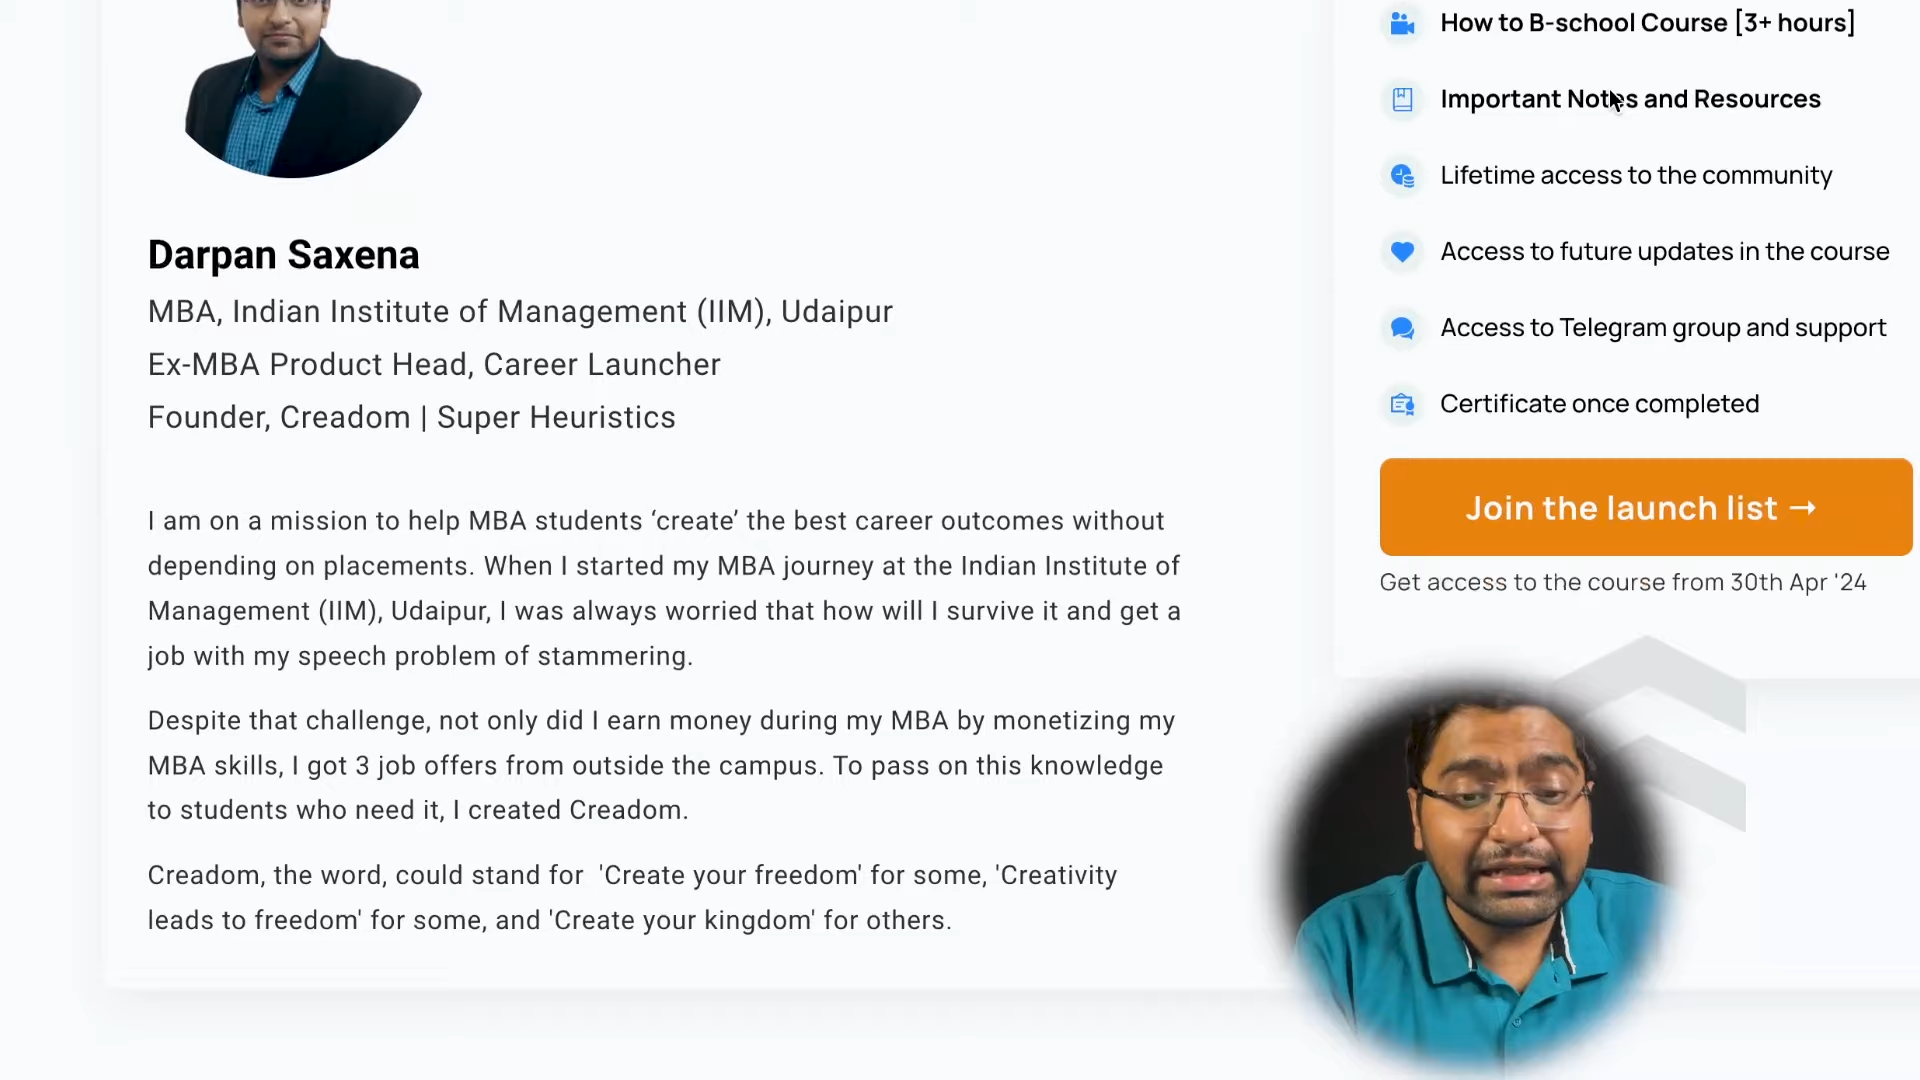 Darpan Saxena
MBA, Indian Institute of Management (IIM), Udaipur
Ex-MBA Product Head, Career Launcher
Founder, Creadom | Super Heuristics
I am on a mission to help MBA students ‘create’ the best career outcomes without
depending on placements. When I started my MBA journey at the Indian Institute of
Management (IIM), Udaipur, I was always worried that how will I survive it and get a
job with my speech problem of stammering.
Despite that challenge, not only did I earn money during my MBA by monetizing my
MBA skills, I got 3 job offers from outside the campus. To pass on this knowledge
to students who need it, I created Creadom.
Creadom, the word, could stand for 'Create your freedom' for some, 'Creativity
leads to freedom' for some, and 'Create your kingdom' for others.
How to B-school Course [3+ hours]
Important Notes and Resources
Lifetime access to the community
Access to future updates in the course
Access to Telegram group and support
Certificate once completed
Join the launch list →
Get access to the course from 30th Apr '24